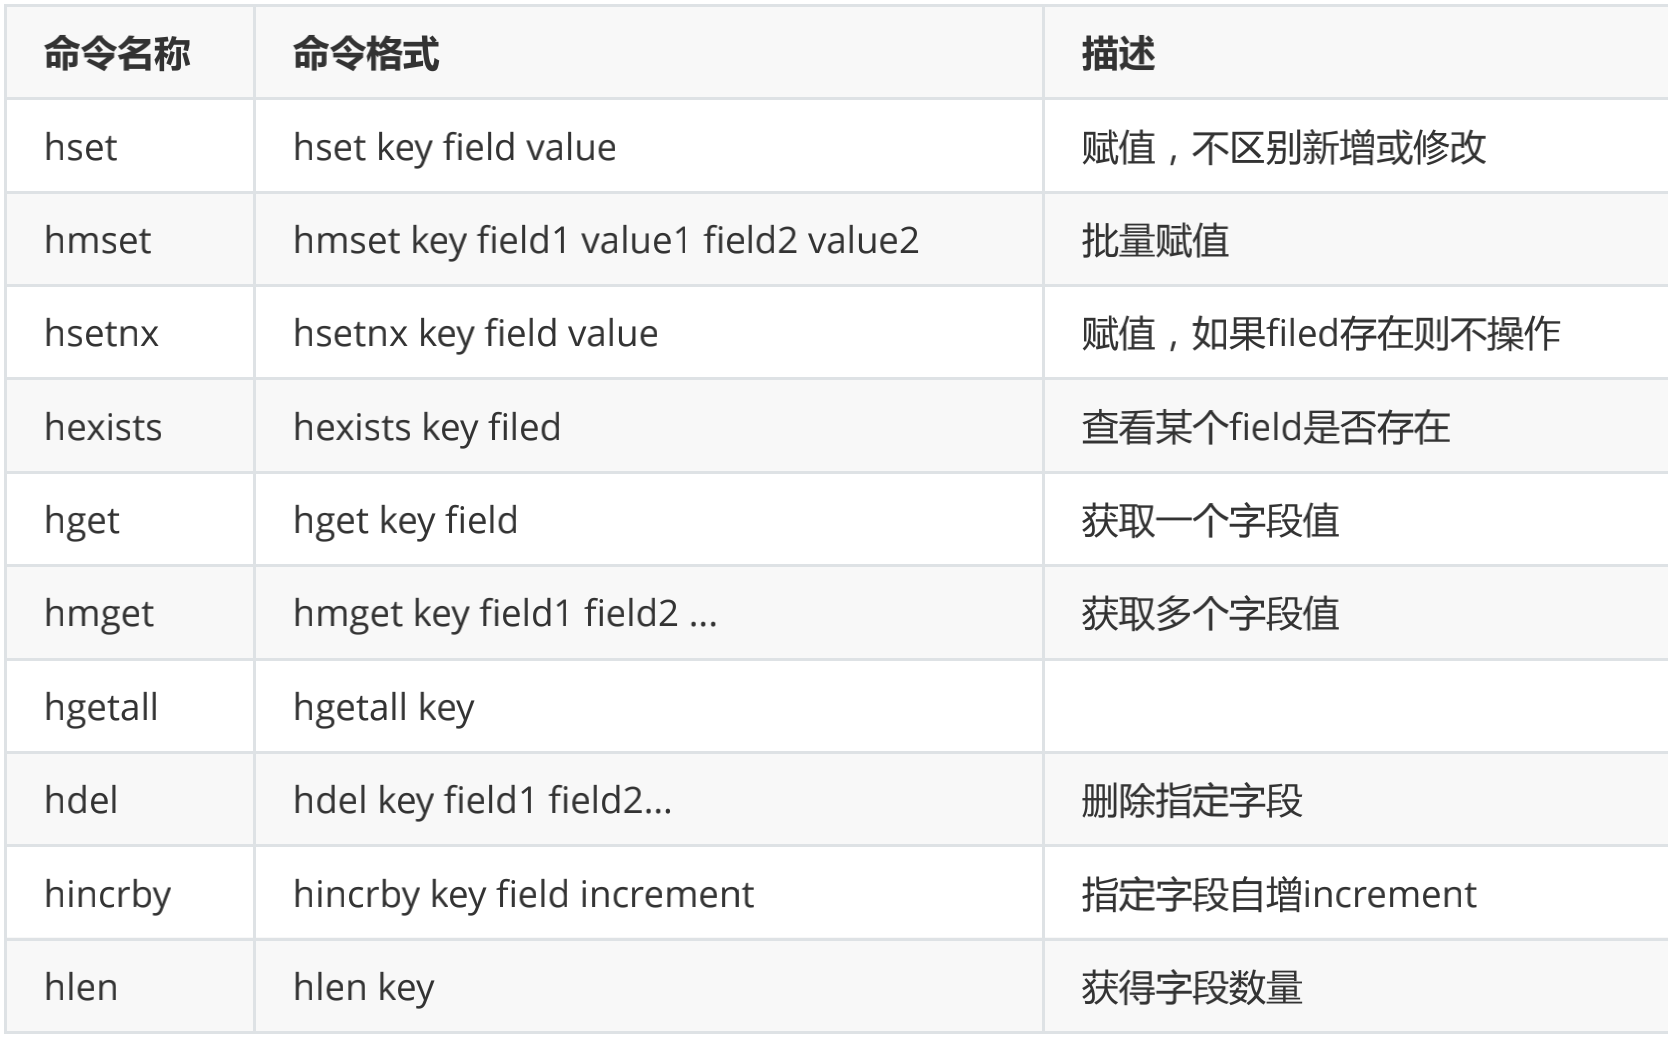 命令名称 命令格式 描述
hset hset key field value 赋值，不区别新增或修改
hmset hmset key field1 value1 field2 value2 批量赋值
hsetnx hsetnx key field value 赋值，如果filed存在则不操作
hexists hexists key filed 查看某个field是否存在
hget hget key field 获取一个字段值
hmget hmget key field1 field2 ... 获取多个字段值
hgetall hgetall key
hdel hdel key field1 field2... 删除指定字段
hincrby hincrby key field increment 指定字段自增increment
hlen hlen key 获得字段数量